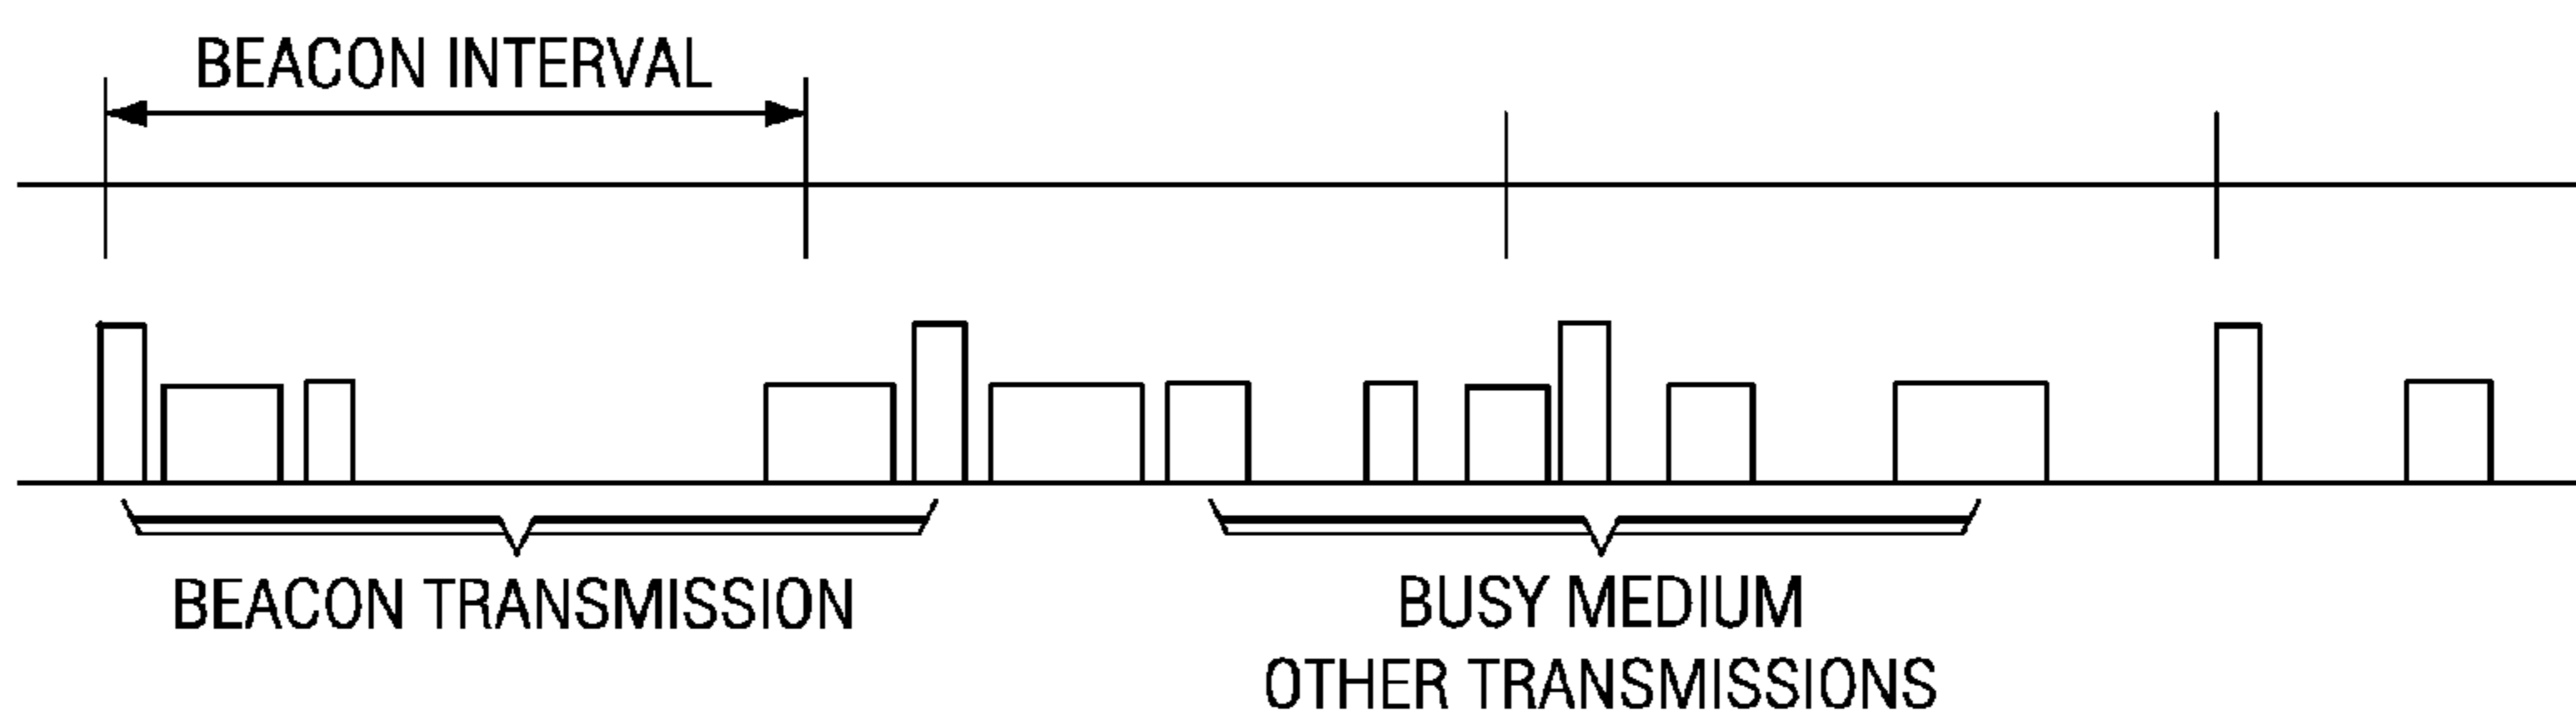 BEACON INTERVAL
BEACON TRANSMISSION
BUSY MEDIUM
OTHER TRANSMISSIONS